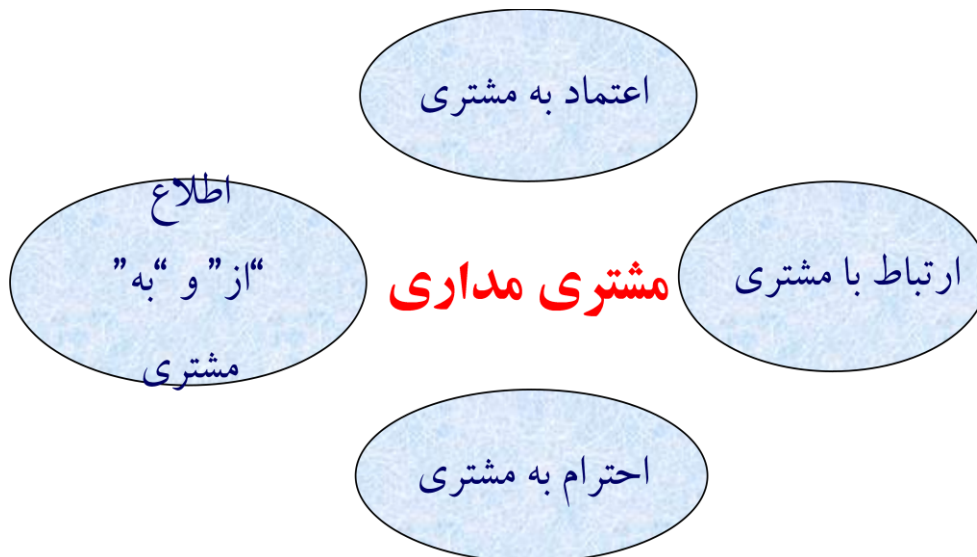 اعتماد به مشتری
ارتباط با مشتری
مشتری مداری
اطلاع
“از” و “به”
مشتری
احترام به مشتری